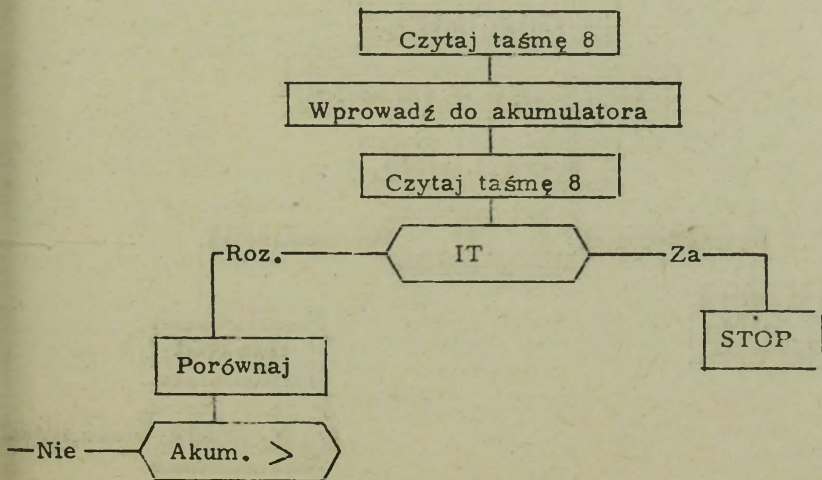 Czytaj taśmę 8
Wprowadź do akumulatora
Czytaj taśmę 8
Roz. IT Za
STOP
Porównaj
Nie Akum. >